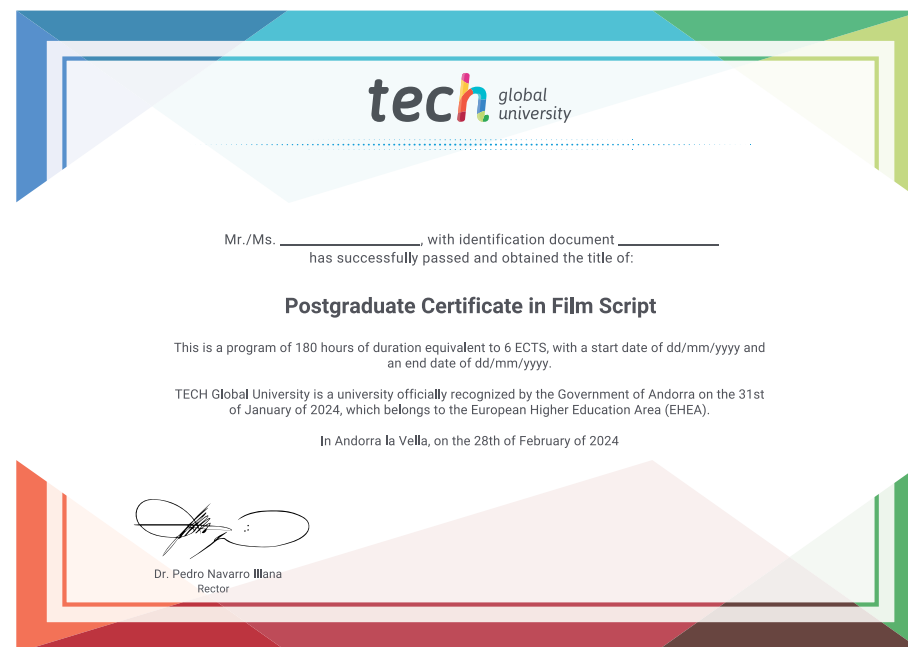 tech global
university
Mr./Ms. ____________________, with identification document ______________
has successfully passed and obtained the title of:
Postgraduate Certificate in Film Script
This is a program of 180 hours of duration equivalent to 6 ECTS, with a start date of dd/mm/yyyy and
an end date of dd/mm/yyyy.
TECH Global University is a university officially recognized by the Government of Andorra on the 31st
of January of 2024, which belongs to the European Higher Education Area (EHEA).
In Andorra la Vella, on the 28th of February of 2024
Dr. Pedro Navarro Illana
Rector